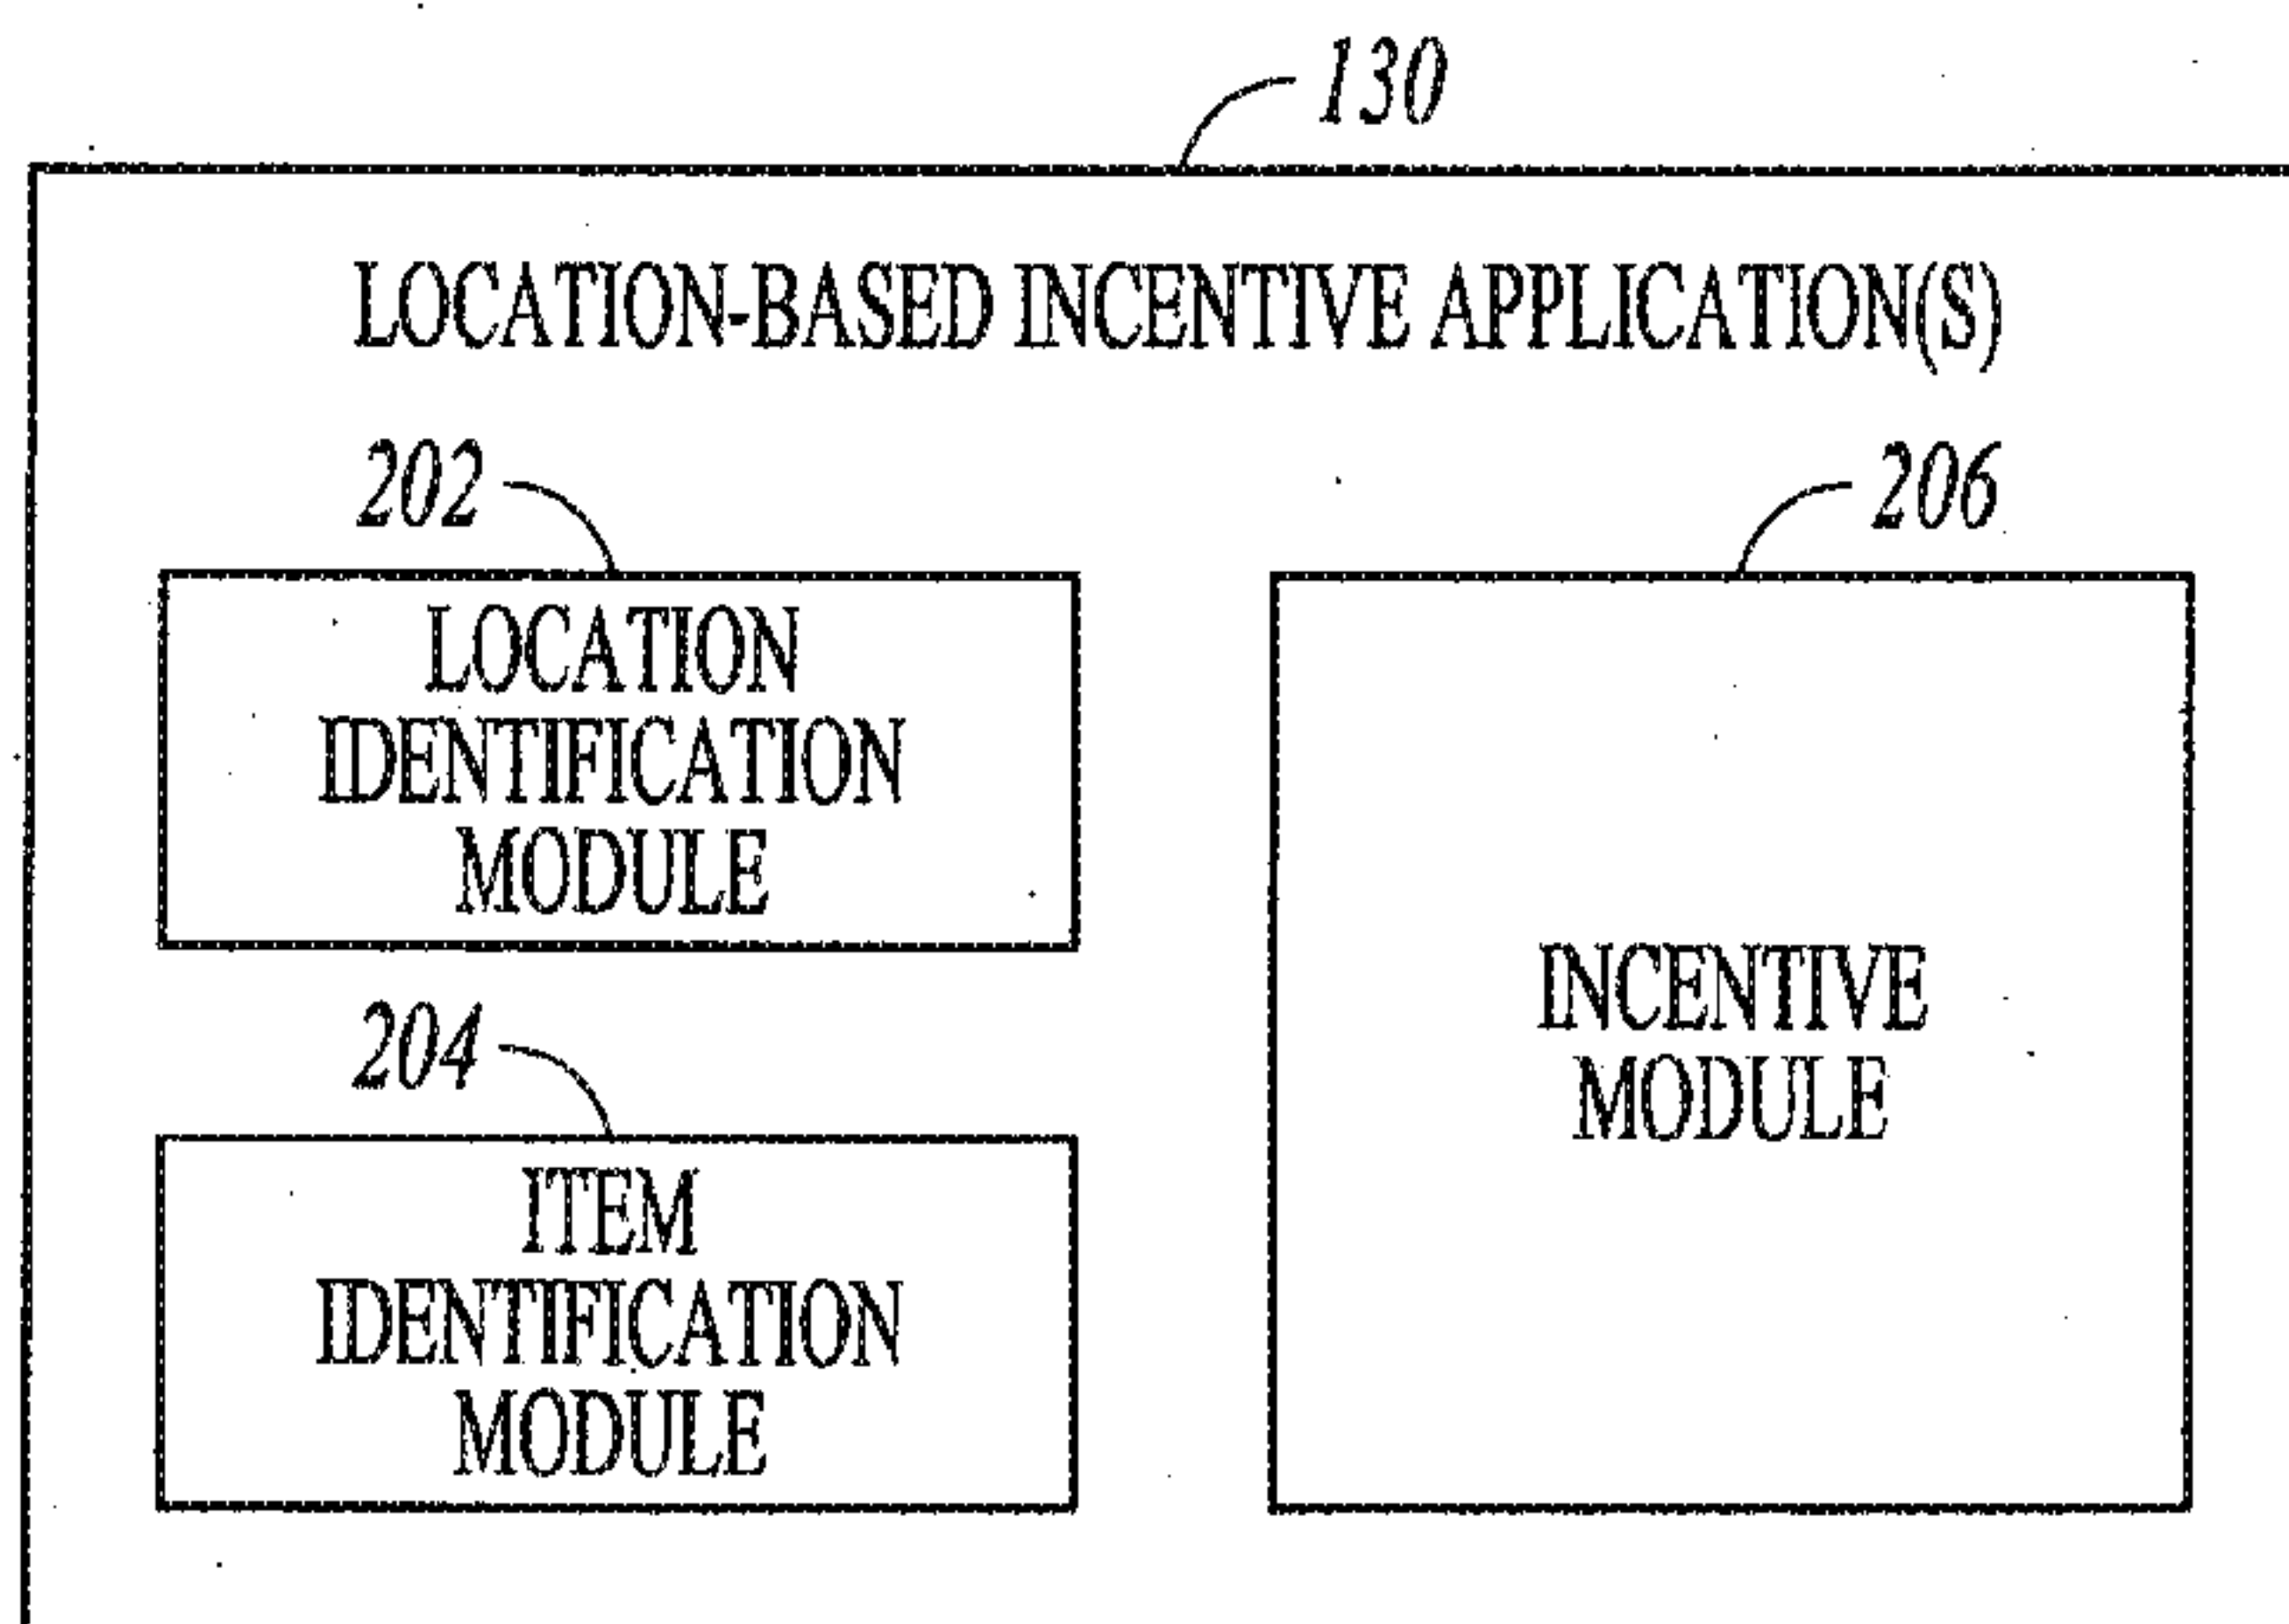 130
LOCATION-BASED INCENTIVE APPLICATION(S)
202
LOCATION
IDENTIFICATION
MODULE
204
ITEM
IDENTIFICATION
MODULE
206
INCENTIVE
MODULE